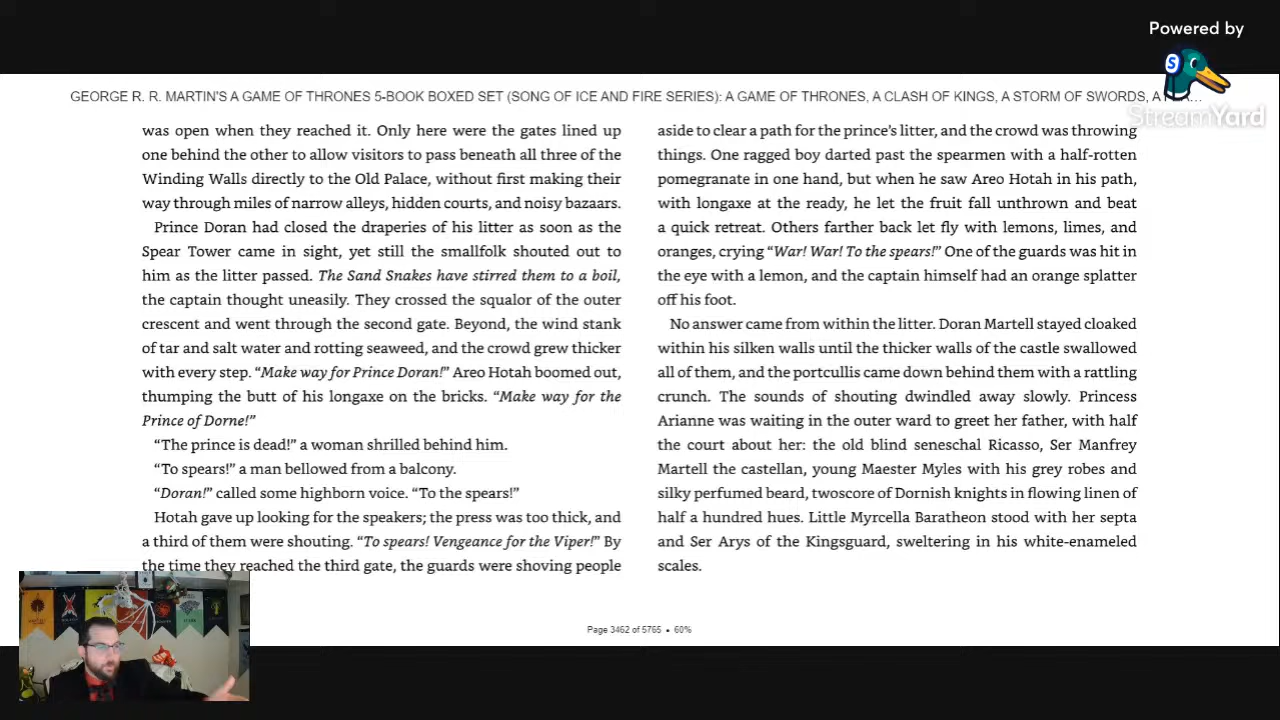 Powered by
StreamYard
GEORGE R. R. MARTIN'S A GAME OF THRONES 5-BOOK BOXED SET (SONG OF ICE AND FIRE SERIES): A GAME OF THRONES, A CLASH OF KINGS, A STORM OF SWORDS, A
was open when they reached it. Only here were the gates lined up
one behind the other to allow visitors to pass beneath all three of the
Winding Walls directly to the Old Palace, without first making their
way through miles of narrow alleys, hidden courts, and noisy bazaars.
Prince Doran had closed the draperies of his litter as soon as the
Spear Tower came in sight, yet still the smallfolk shouted out to
him as the litter passed. The Sand Snakes have stirred them to a boil,
the captain thought uneasily. They crossed the squalor of the outer
crescent and went through the second gate. Beyond, the wind stank
of tar and salt water and rotting seaweed, and the crowd grew thicker
with every step. “Make way for Prince Doran!” Areo Hotah boomed out,
thumping the butt of his longaxe on the bricks. “Make way for the
Prince of Dorne!”
“The prince is dead!” a woman shrilled behind him.
“To spears!” a man bellowed from a balcony.
“Doran!” called some highborn voice. “To the spears!”
Hotah gave up looking for the speakers; the press was too thick, and
a third of them were shouting. “To spears! Vengeance for the Viper!” By
the time they reached the third gate, the guards were shoving people
aside to clear a path for the prince's litter, and the crowd was throwing
things. One ragged boy darted past the spearmen with a half-rotten
pomegranate in one hand, but when he saw Areo Hotah in his path,
with longaxe at the ready, he let the fruit fall unthrown and beat
a quick retreat. Others farther back let fly with lemons, limes, and
oranges, crying “War! War! To the spears!” One of the guards was hit in
the eye with a lemon, and the captain himself had an orange splatter
off his foot.
No answer came from within the litter. Doran Martell stayed cloaked
within his silken walls until the thicker walls of the castle swallowed
all of them, and the portcullis came down behind them with a rattling
crunch. The sounds of shouting dwindled away slowly. Princess
Arianne was waiting in the outer ward to greet her father, with half
the court about her: the old blind seneschal Ricasso, Ser Manfrey
Martell the castellan, young Maester Myles with his grey robes and
silky perfumed beard, twoscore of Dornish knights in flowing linen of
half a hundred hues. Little Myrcella Baratheon stood with her septa
and Ser Arys of the Kingsguard, sweltering in his white-enameled
scales.
Page 3462 of 5765 • 60%